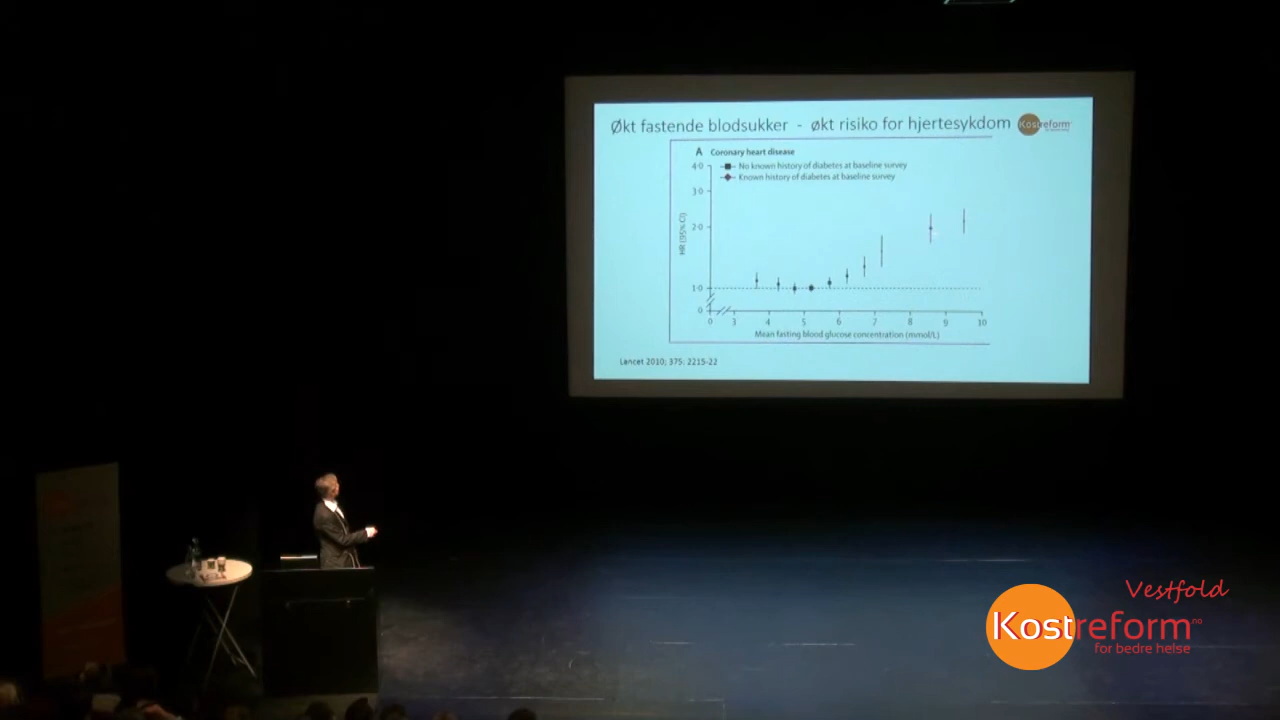 Økt fastende blodsukker - økt risiko for hjertesykdom
Kostreform
A Coronary heart disease
No known history of diabetes at baseline survey
Known history of diabetes at baseline survey
HR (95% CI)
4·0
3·0
2·0
1·0
0
0 3 4 5 6 7 8 9 10
Mean fasting blood glucose concentration (mmol/L)
Lancet 2010; 375: 2215-22
Vestfold
Kostreform.no
for bedre helse